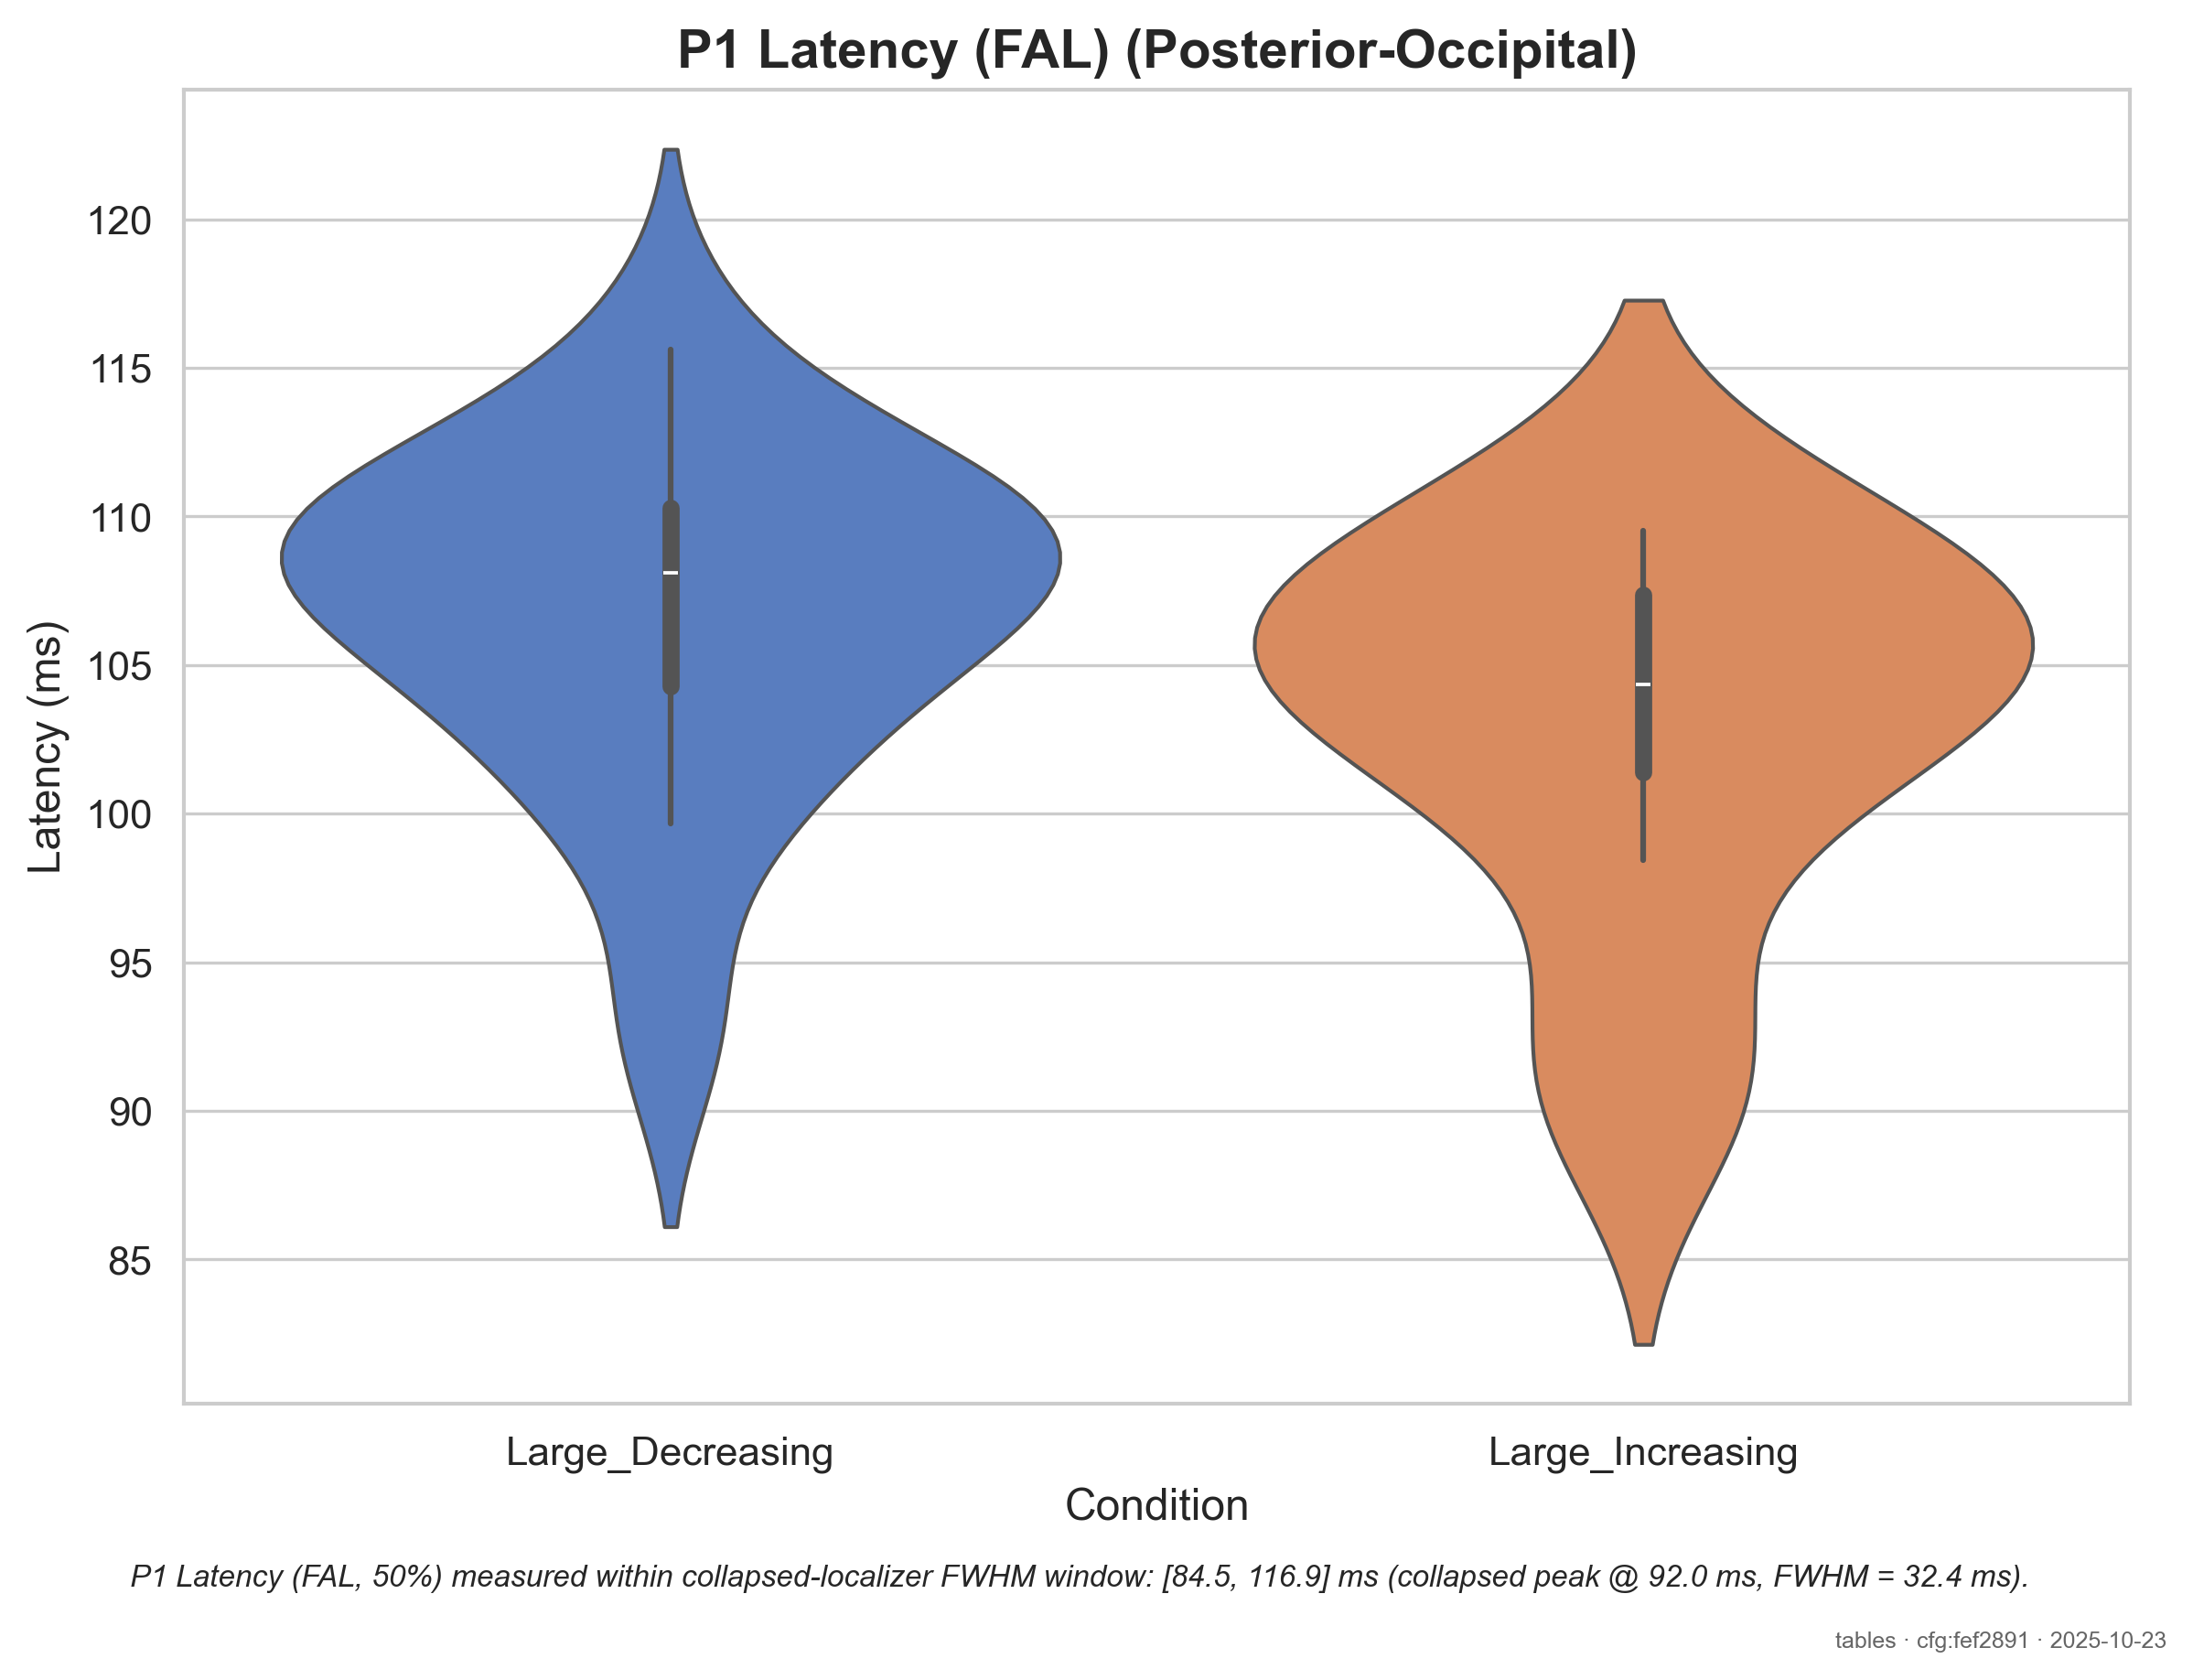 P1 Latency (FAL) (Posterior-Occipital)
Latency (ms)
120
115
110
105
100
95
90
85
Large_Decreasing
Large_Increasing
Condition
P1 Latency (FAL, 50%) measured within collapsed-localizer FWHM window: [84.5, 116.9] ms (collapsed peak @ 92.0 ms, FWHM = 32.4 ms).
tables · cfg:fef2891 · 2025-10-23